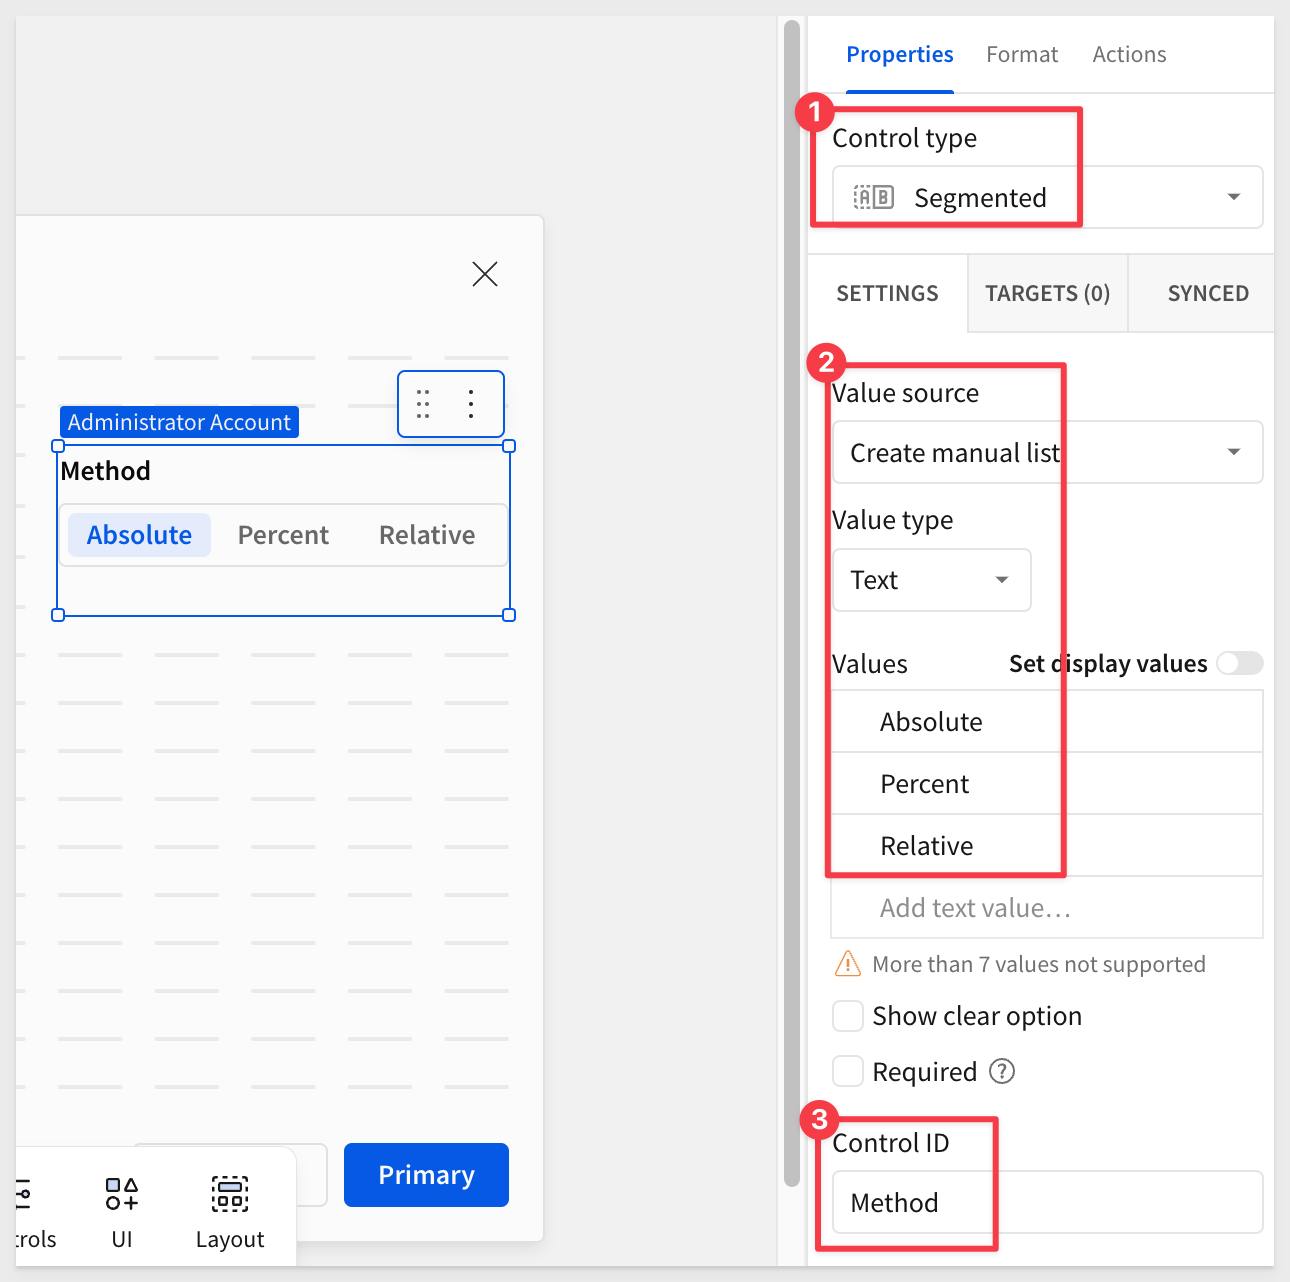 Properties Format Actions
1
Control type
Segmented
SETTINGS TARGETS (0) SYNCED
2
Value source
Create manual list
Value type
Text
Values Set display values
Absolute
Percent
Relative
Add text value…
More than 7 values not supported
Show clear option
Required
3
Control ID
Method
Administrator Account
Method
Absolute Percent Relative
Primary
trols UI Layout